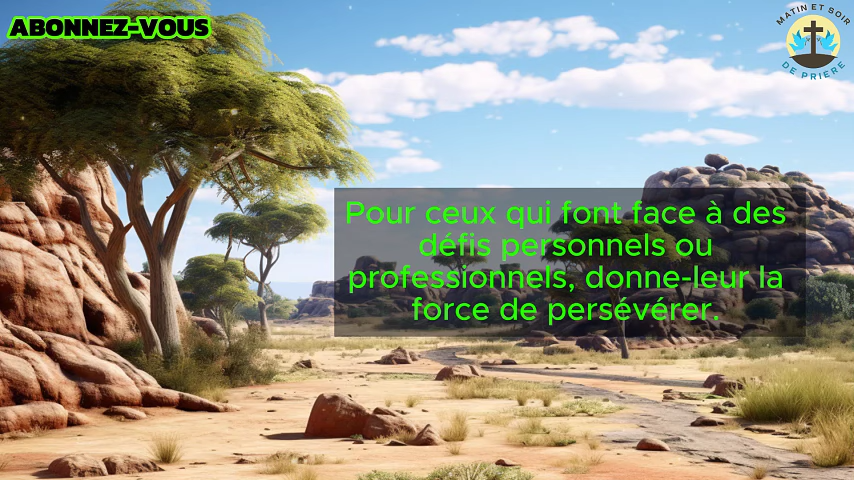 ABONNEZ-VOUS
MATIN ET SOIR
DE PRIERE
Pour ceux qui font face à des
défis personnels ou
professionnels, donne-leur la
force de persévérer.